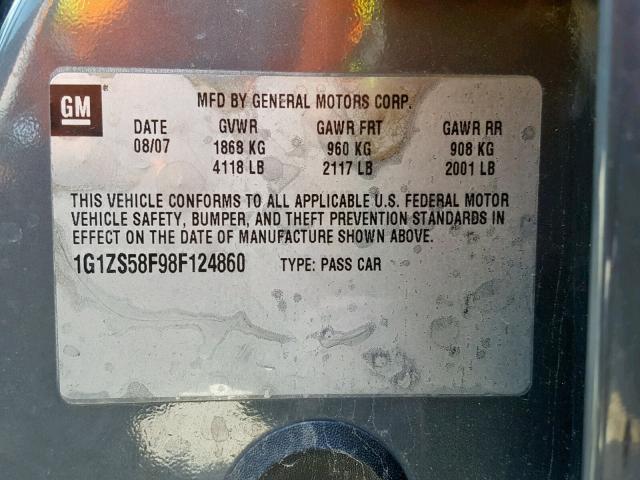 GM
MFD BY GENERAL MOTORS CORP.
DATE GVWR GAWR FRT GAWR RR
08/07 1868 KG 960 KG 908 KG
4118 LB 2117 LB 2001 LB
THIS VEHICLE CONFORMS TO ALL APPLICABLE U.S. FEDERAL MOTOR
VEHICLE SAFETY, BUMPER, AND THEFT PREVENTION STANDARDS IN
EFFECT ON THE DATE OF MANUFACTURE SHOWN ABOVE.
1G1ZS58F98F124860 TYPE: PASS CAR